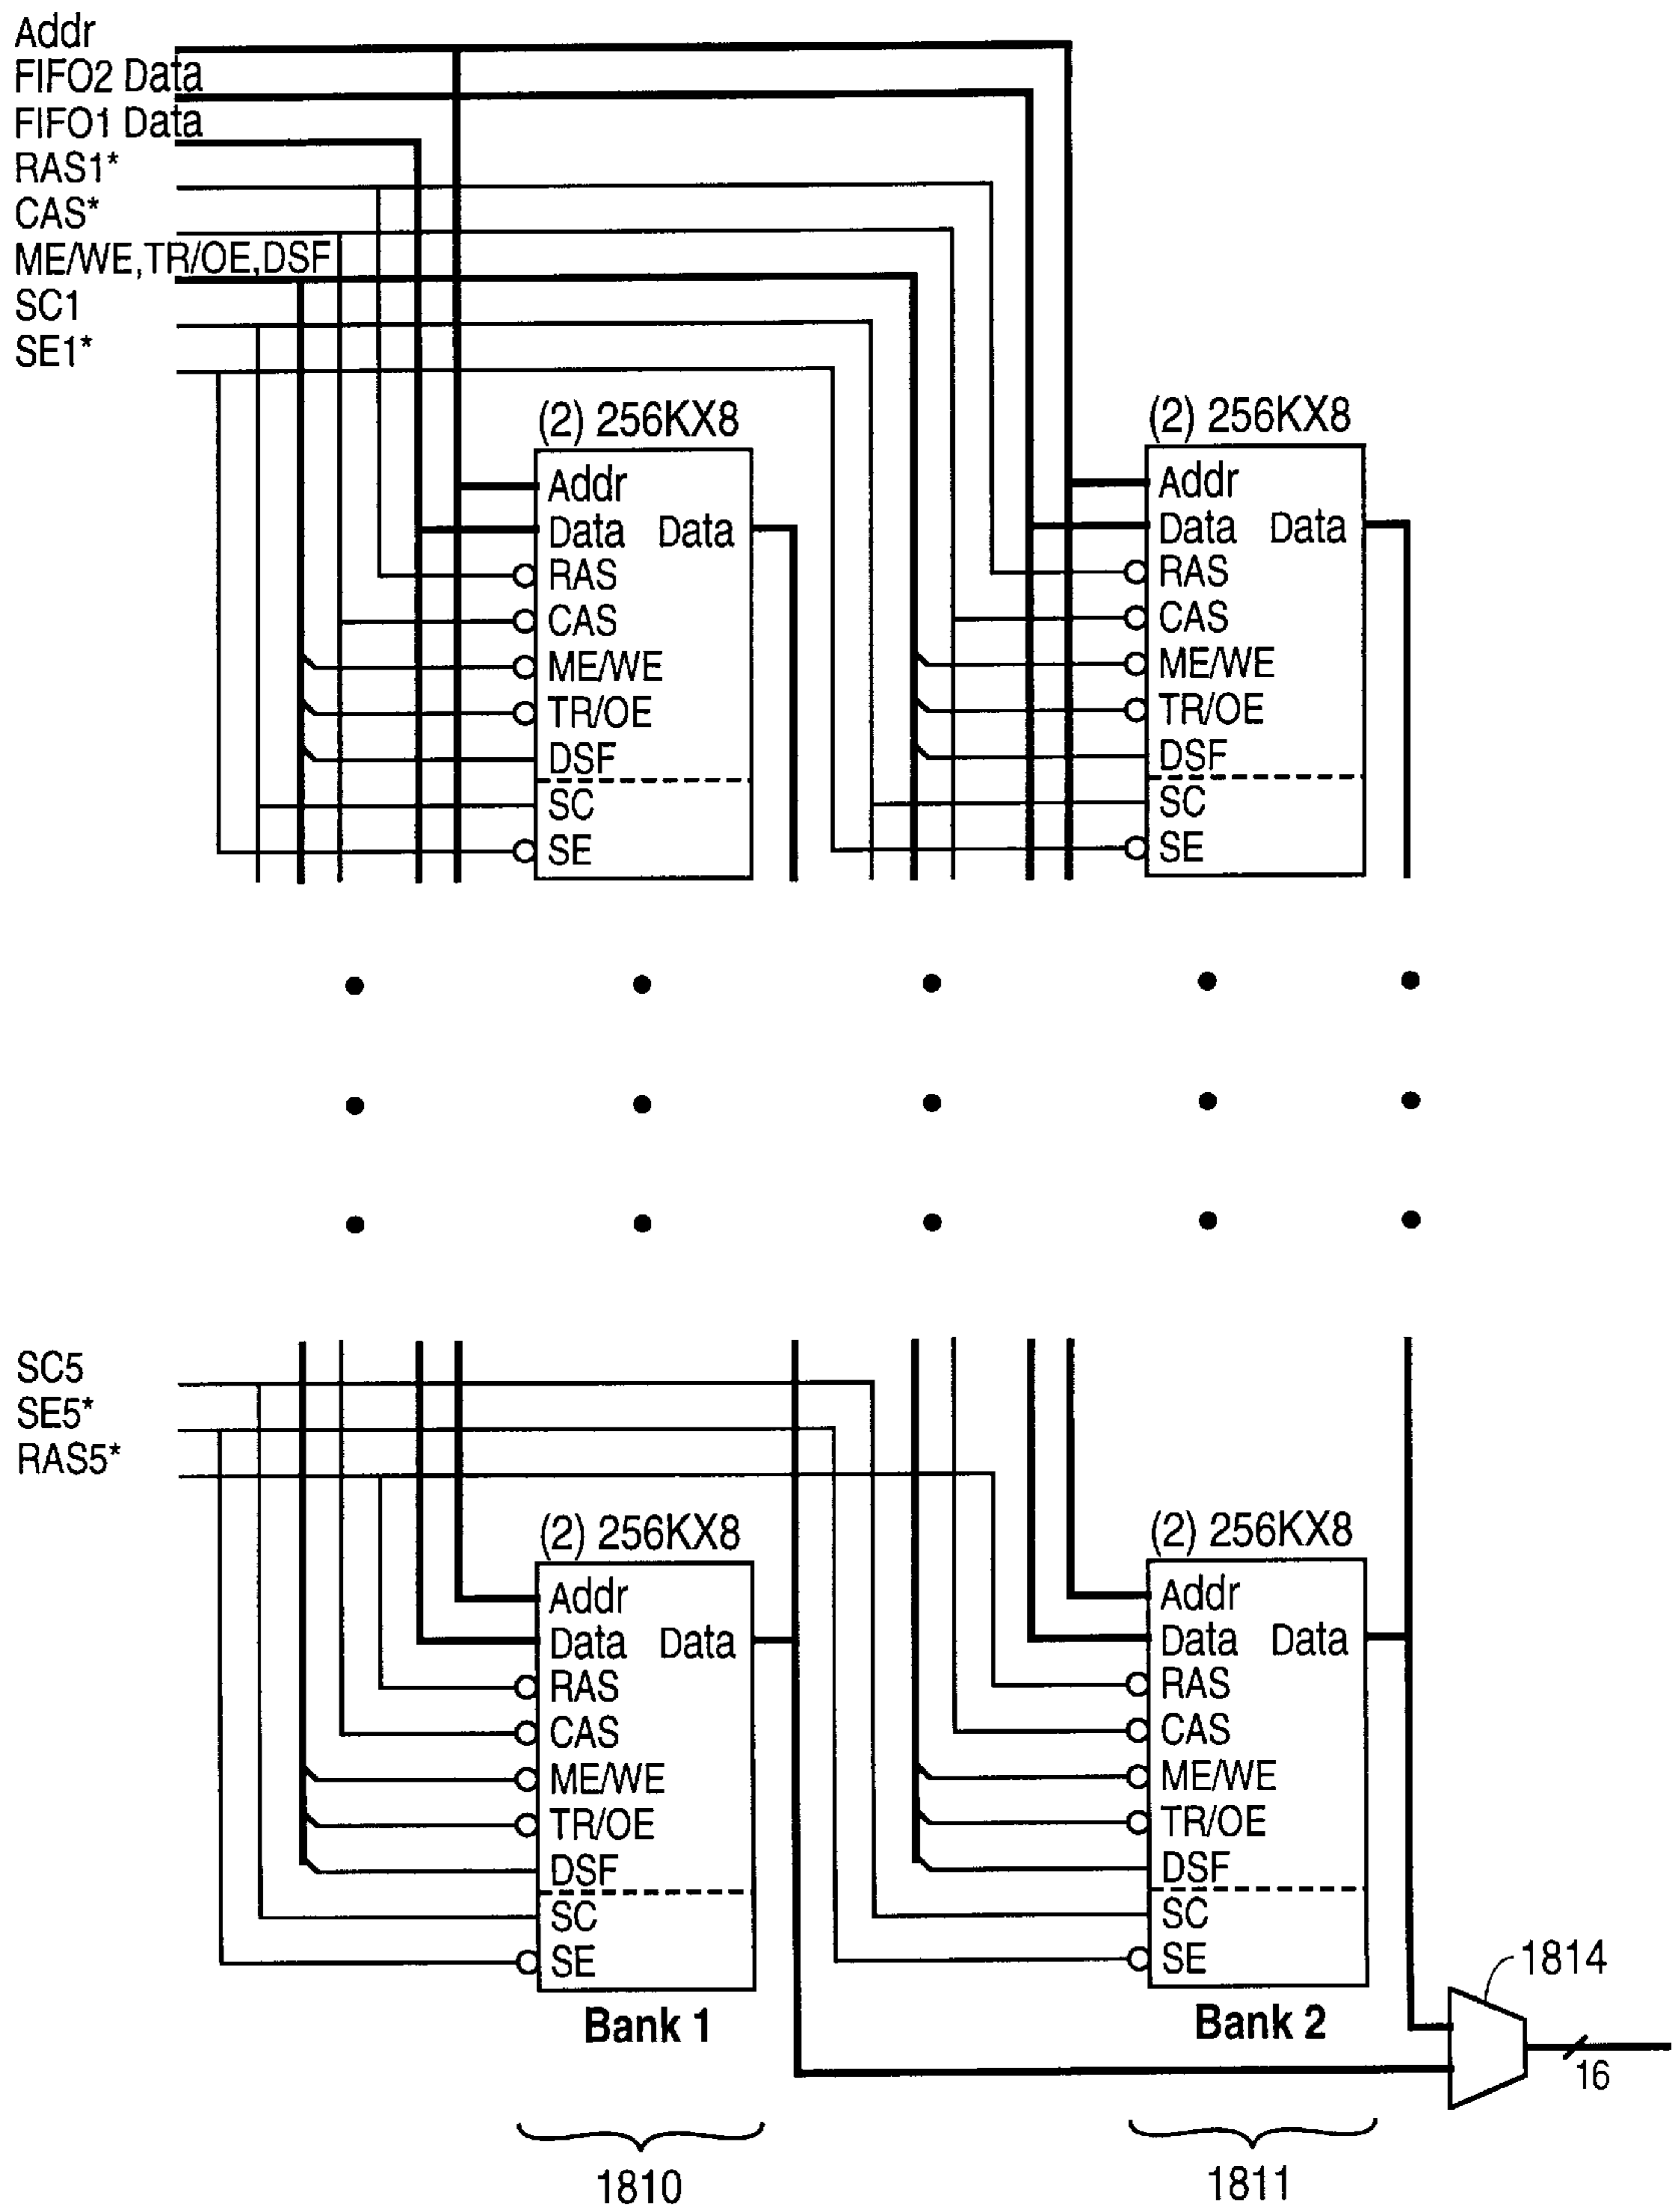 Addr
FIFO2 Data
FIFO1 Data
RAS1*
CAS*
ME/WE,TR/OE,DSF
SC1
SE1*
(2) 256KX8
Addr
Data Data
RAS
CAS
ME/WE
TR/OE
DSF
SC
SE
(2) 256KX8
Addr
Data Data
RAS
CAS
ME/WE
TR/OE
DSF
SC
SE
SC5
SE5*
RAS5*
(2) 256KX8
Addr
Data Data
RAS
CAS
ME/WE
TR/OE
DSF
SC
SE
Bank 1
(2) 256KX8
Addr
Data Data
RAS
CAS
ME/WE
TR/OE
DSF
SC
SE
Bank 2
1814
16
1810
1811